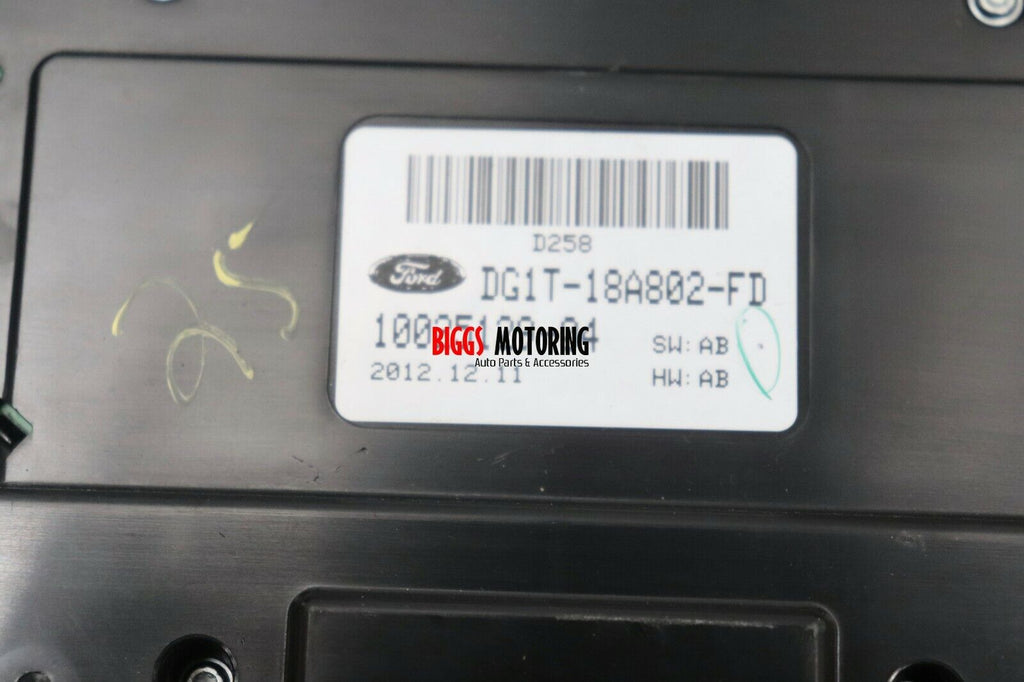 D258
Ford DG1T-18A802-FD
SW: AB
BIGGS MOTORING
Auto Parts & Accessories
2012.12.11
HW: AB